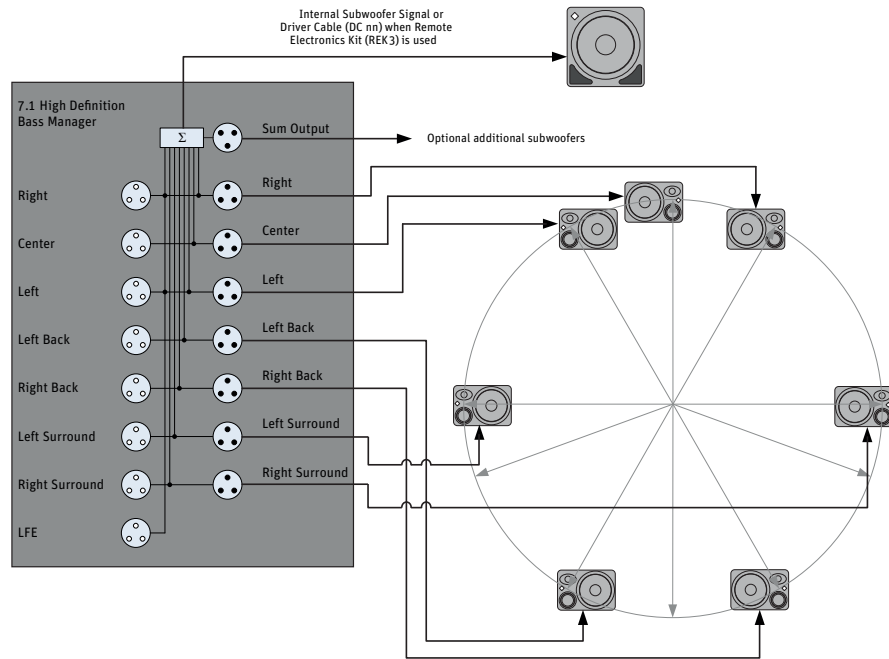 Internal Subwoofer Signal or
Driver Cable (DC nn) when Remote
Electronics Kit (REK3) is used
7.1 High Definition
Bass Manager
Σ
Sum Output
Optional additional subwoofers
Right
Right
Center
Center
Left
Left
Left Back
Left Back
Right Back
Right Back
Left Surround
Left Surround
Right Surround
Right Surround
LFE